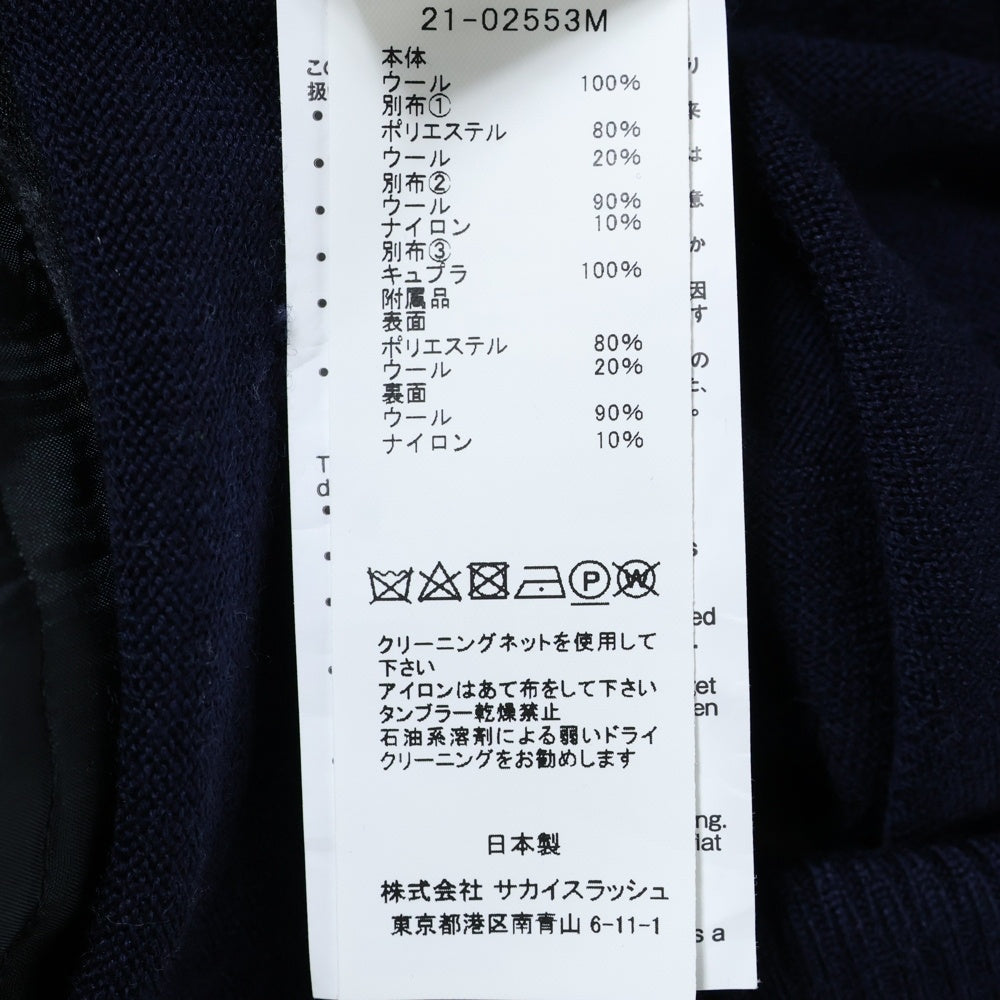 21-02553M
本体
ウール 100%
別布①
ポリエステル 80%
ウール 20%
別布②
ウール 90%
ナイロン 10%
別布③
キュプラ 100%
附属品
表面
ポリエステル 80%
ウール 20%
裏面
ウール 90%
ナイロン 10%
P
W
クリーニングネットを使用して
下さい
アイロンはあて布をして下さい
タンブラー乾燥禁止
石油系溶剤による弱いドライ
クリーニングをお勧めします
日本製
株式会社 サカイスラッシュ
東京都港区南青山 6-11-1